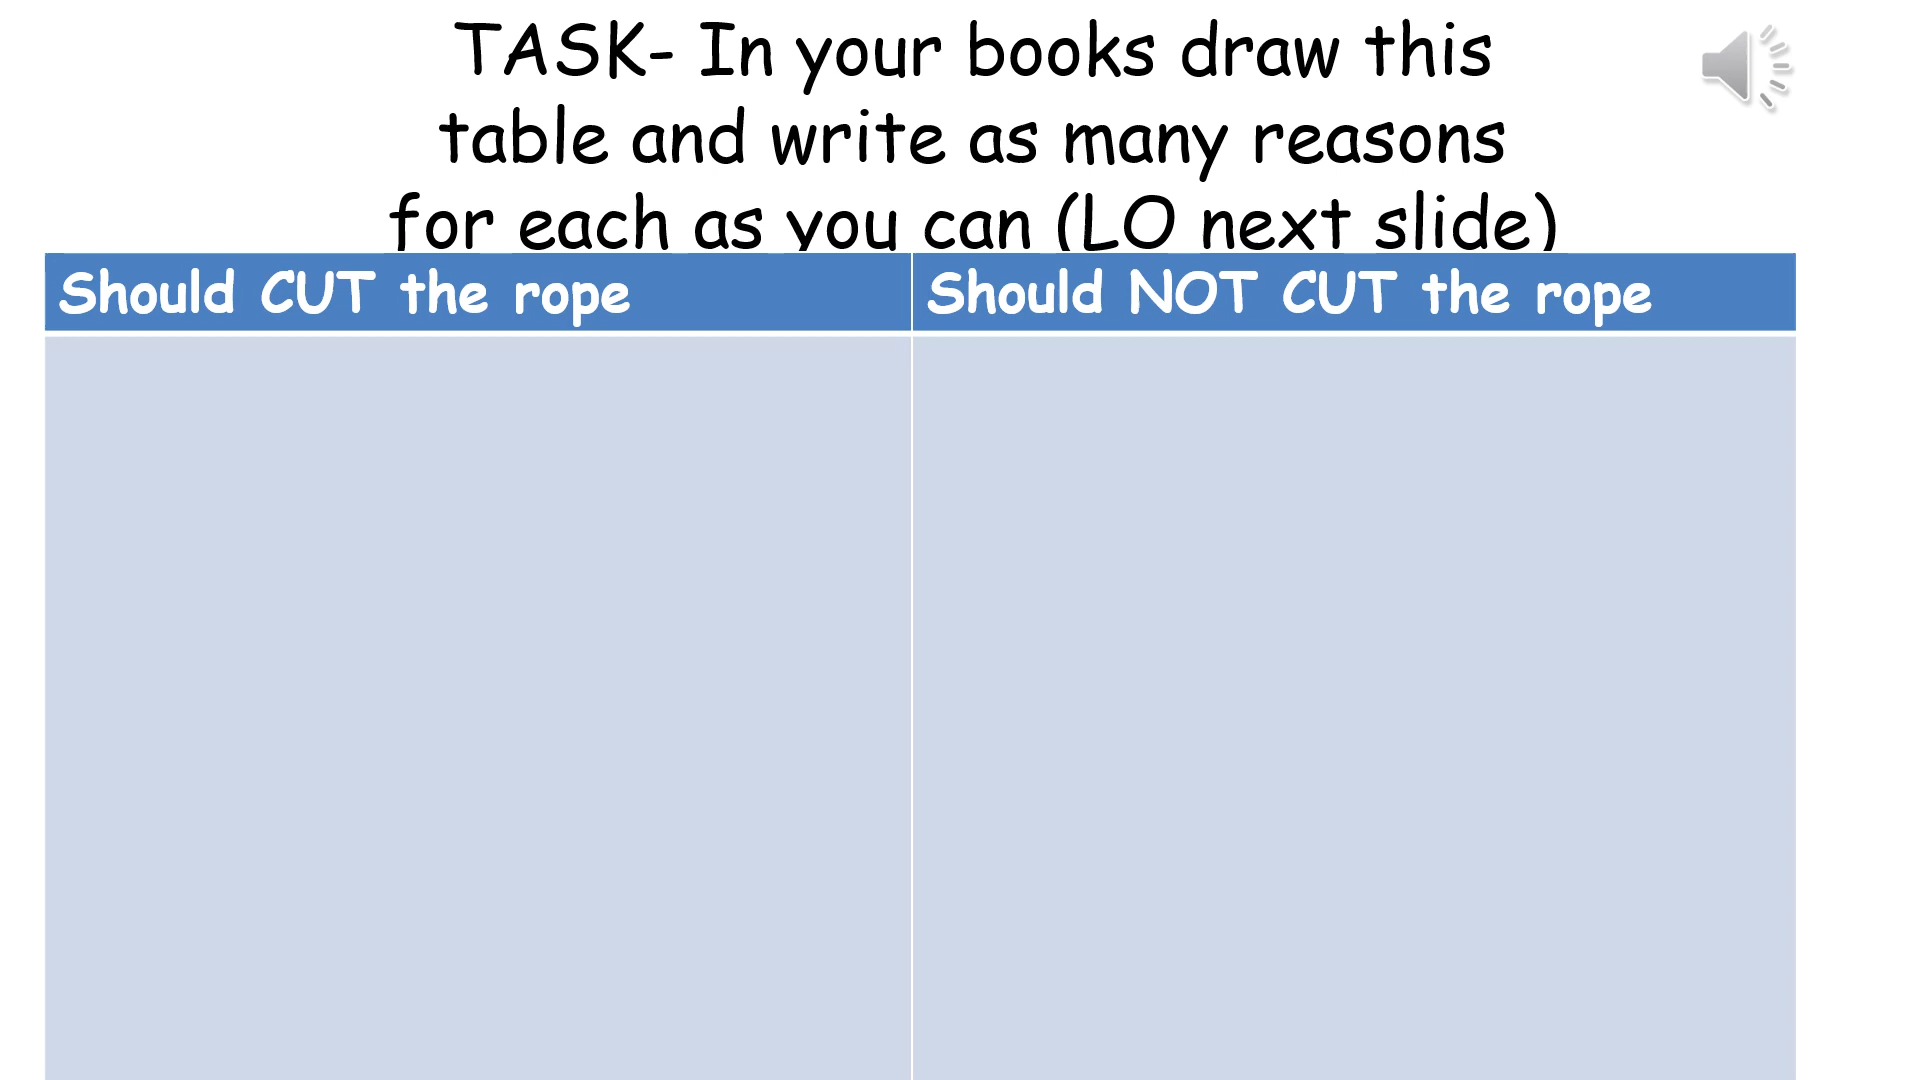 TASK- In your books draw this
table and write as many reasons
for each as you can (LO next slide)
Should CUT the rope
Should NOT CUT the rope